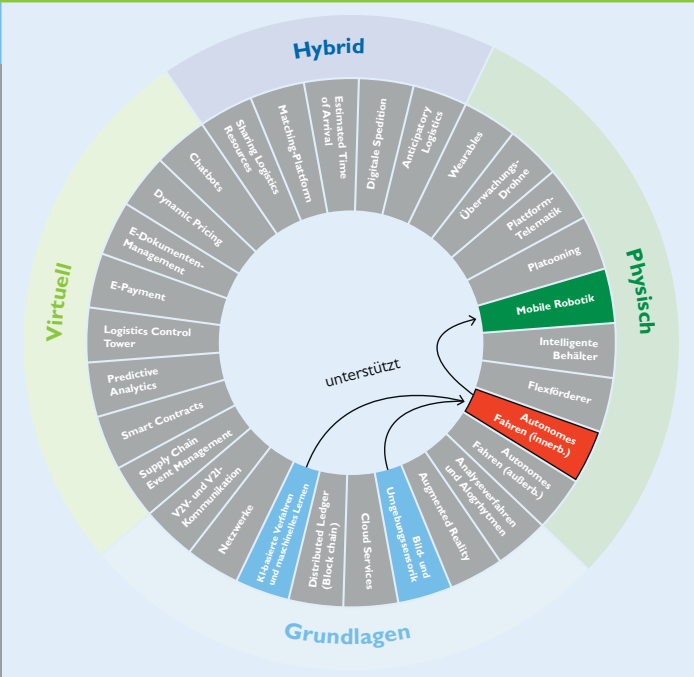 Hybrid
Physisch
Grundlagen
Virtuell
unterstützt
Estimated Time
of Arrival
Digitale Spedition
Anticipatory
Logistics
Wearables
Überwachungs-
Drohne
Plattform-
Telematik
Platooning
Mobile Robotik
Intelligente
Behälter
Flexförderer
Autonomes
Fahren (innerb.)
Autonomes
Fahren (außerb.)
Analyseverfahren
und Alogrhytmen
Augmented Reality
Bild- und
Umgebungssensorik
Cloud Services
Distributed Ledger
(Block chain)
KI-basierte Verfahren
und maschinelles Lernen
Netzwerke
V2V- und V2I-
Kommunikation
Supply Chain
Event Management
Smart Contracts
Predictive
Analytics
Logistics Control
Tower
E-Payment
E-Dokumenten-
Management
Dynamic Pricing
Chatbots
Sharing Logistics
Resources
Matching-Plattform